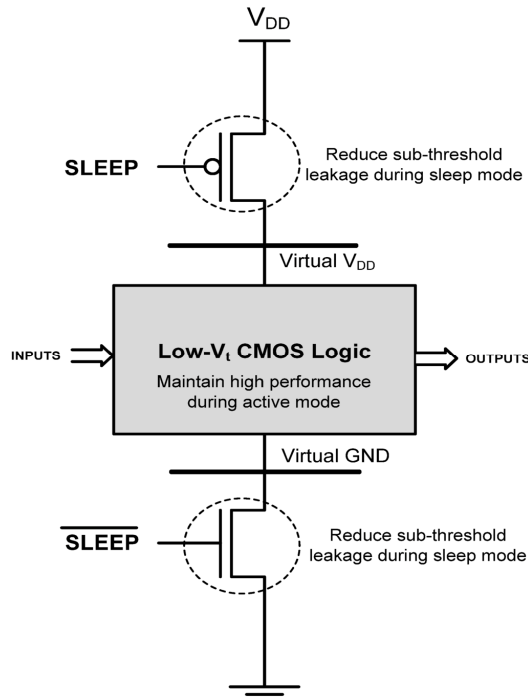 V_DD
SLEEP
Reduce sub-threshold
leakage during sleep mode
Virtual V_DD
INPUTS
Low-V_t CMOS Logic
Maintain high performance
during active mode
OUTPUTS
Virtual GND
S̅L̅E̅E̅P̅
Reduce sub-threshold
leakage during sleep mode